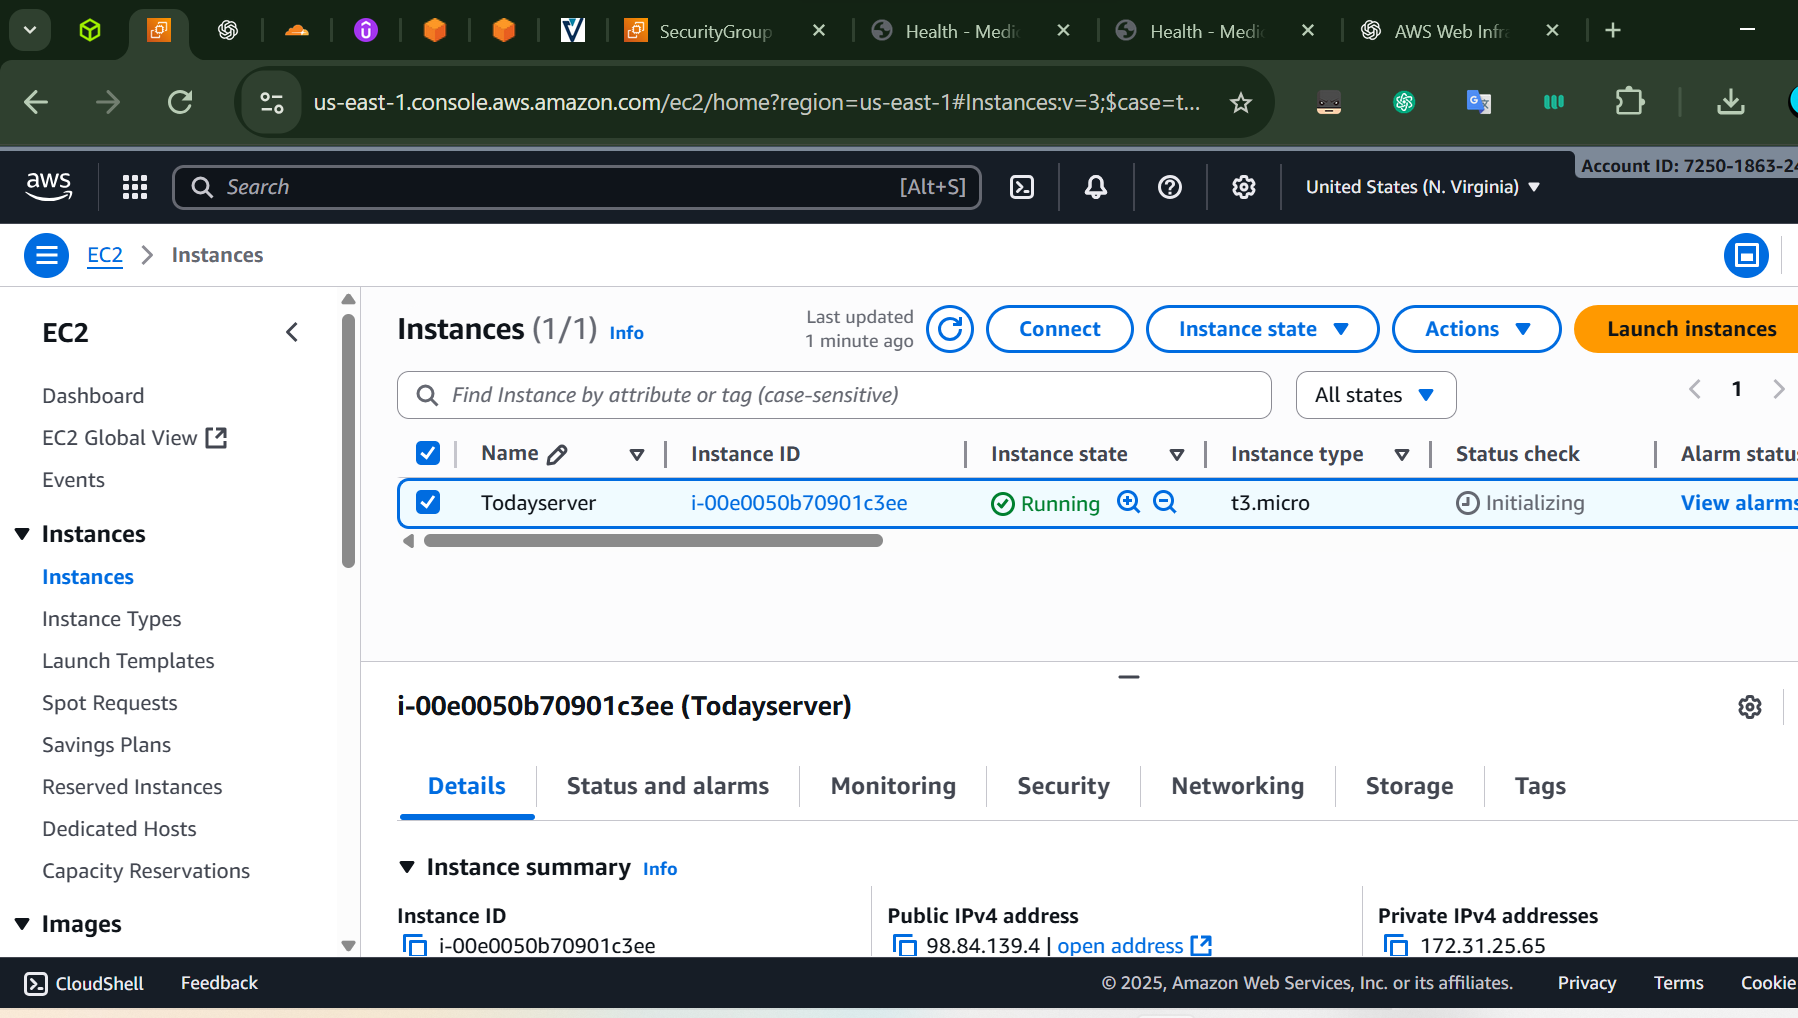 SecurityGroup
Health - Medi
Health - Medi
AWS Web Infr
us-east-1.console.aws.amazon.com/ec2/home?region=us-east-1#Instances:v=3;$case=t...
aws
Search
[Alt+S]
United States (N. Virginia)
Account ID: 7250-1863-24
EC2
Instances
EC2
Dashboard
EC2 Global View
Events
Instances
Instances
Instance Types
Launch Templates
Spot Requests
Savings Plans
Reserved Instances
Dedicated Hosts
Capacity Reservations
Images
Instances (1/1) Info
Last updated
1 minute ago
Connect
Instance state
Actions
Launch instances
Find Instance by attribute or tag (case-sensitive)
All states
1
Name
Instance ID
Instance state
Instance type
Status check
Alarm statu
Todayserver
i-00e0050b70901c3ee
Running
t3.micro
Initializing
View alarms
i-00e0050b70901c3ee (Todayserver)
Details
Status and alarms
Monitoring
Security
Networking
Storage
Tags
Instance summary Info
Instance ID
i-00e0050b70901c3ee
Public IPv4 address
98.84.139.4 | open address
Private IPv4 addresses
172.31.25.65
CloudShell
Feedback
© 2025, Amazon Web Services, Inc. or its affiliates.
Privacy
Terms
Cookie